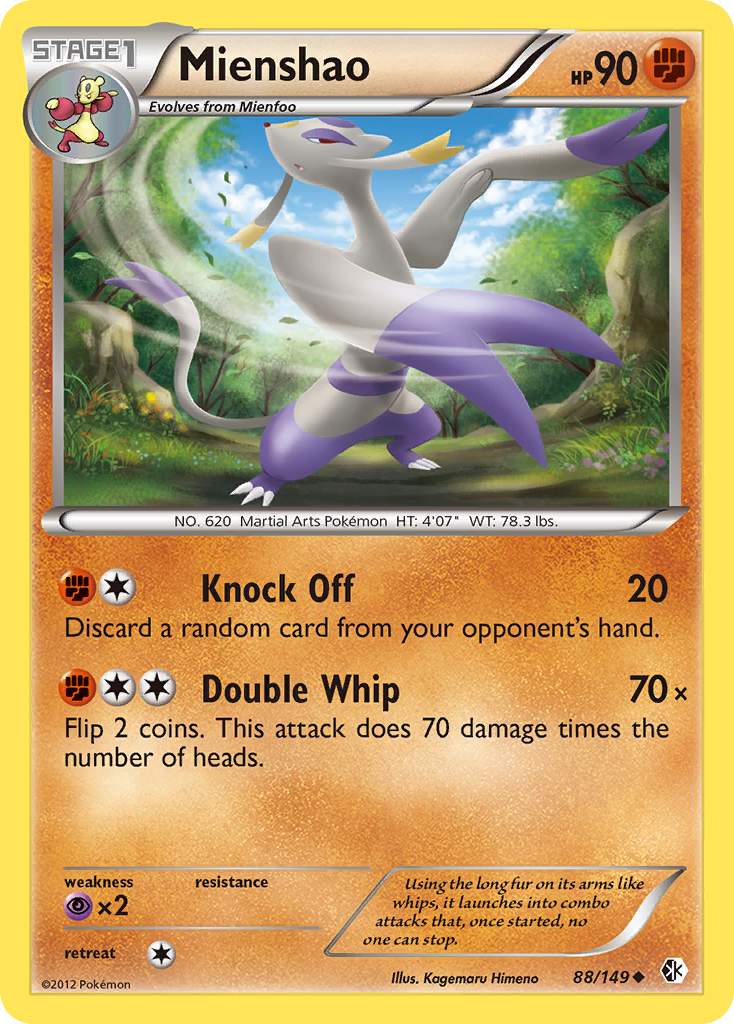 STAGE1
Mienshao
HP 90
Evolves from Mienfoo
NO. 620 Martial Arts Pokémon HT: 4'07" WT: 78.3 lbs.
Knock Off 20
Discard a random card from your opponent's hand.
Double Whip 70×
Flip 2 coins. This attack does 70 damage times the
number of heads.
weakness resistance
×2
retreat
Using the long fur on its arms like
whips, it launches into combo
attacks that, once started, no
one can stop.
©2012 Pokémon
Illus. Kagemaru Himeno
88/149